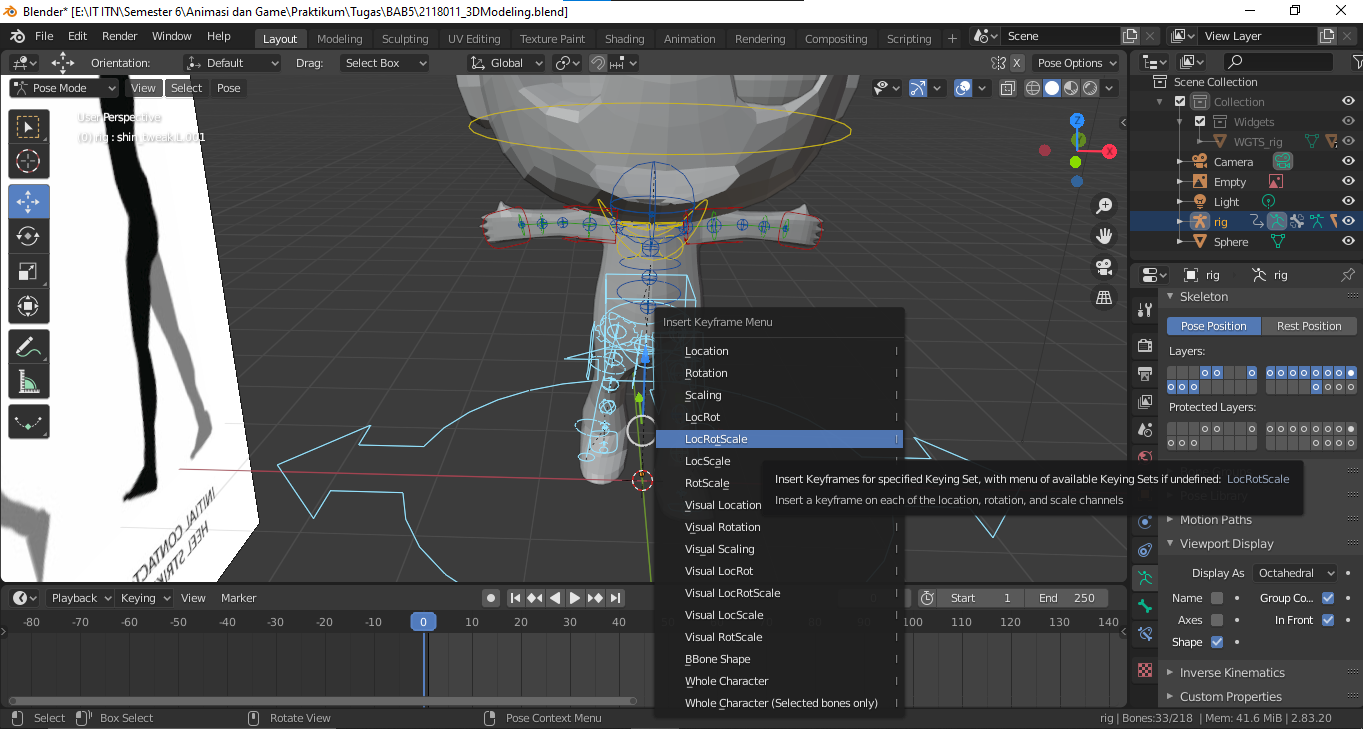 Blender* [E:\IT ITN\Semester 6\Animasi dan Game\Praktikum\Tugas\BAB5\2118011_3DModeling.blend]
File Edit Render Window Help Layout Modeling Sculpting UV Editing Texture Paint Shading Animation Rendering Compositing Scripting + Scene View Layer
Orientation: Default Drag: Select Box Global X Pose Options
Pose Mode View Select Pose
User Perspective
(0) rig : shin_tweak.L.001
Z
X
INITIAL CONTACT
Scene Collection
Collection
Widgets
WGTS_rig
Camera
Empty
Light
rig
Sphere
rig rig
Skeleton
Pose Position Rest Position
Layers:
Protected Layers:
Motion Paths
Viewport Display
Display As Octahedral
Name Group Co...
Axes In Front
Shape
Inverse Kinematics
Custom Properties
Insert Keyframe Menu
Location I
Rotation I
Scaling I
LocRot I
LocRotScale I
LocScale
RotScale
Visual Location
Visual Rotation I
Visual Scaling I
Visual LocRot I
Visual LocRotScale I
Visual LocScale I
Visual RotScale I
BBone Shape I
Whole Character I
Whole Character (Selected bones only) I
Insert Keyframes for specified Keying Set, with menu of available Keying Sets if undefined: LocRotScale
Insert a keyframe on each of the location, rotation, and scale channels
Playback Keying View Marker Start 1 End 250
-80 -70 -60 -50 -40 -30 -20 -10 0 10 20 30 40 100 110 120 130 140
Select Box Select Rotate View Pose Context Menu rig | Bones:33/218 | Mem: 41.6 MiB | 2.83.20